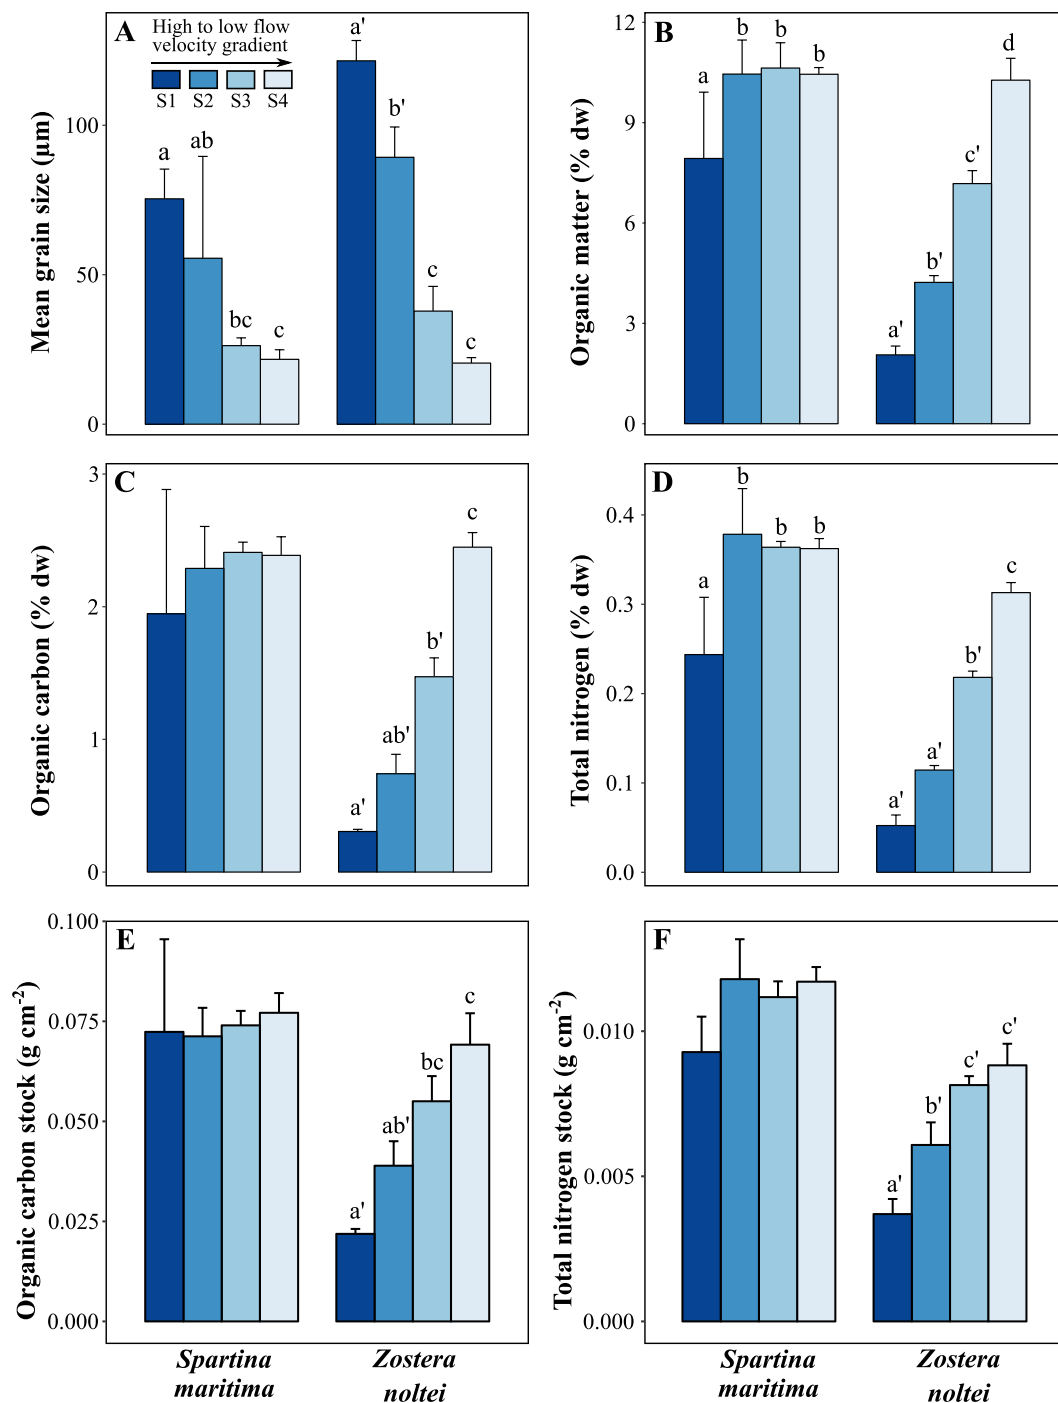 A
High to low flow
velocity gradient
S1 S2 S3 S4
Mean grain size (µm)
100
50
0
a ab bc c
a' b' c c
B
Organic matter (% dw)
12
9
6
3
0
a b b b
a' b' c' d
C
Organic carbon (% dw)
3
2
1
0
a' ab' b' c
D
Total nitrogen (% dw)
0.4
0.3
0.2
0.1
0.0
a b b b
a' a' b' c
E
Organic carbon stock (g cm-2)
0.100
0.075
0.050
0.025
0.000
a' ab' bc c
Spartina
maritima
Zostera
noltei
F
Total nitrogen stock (g cm-2)
0.010
0.005
0.000
a' b' c' c'
Spartina
maritima
Zostera
noltei